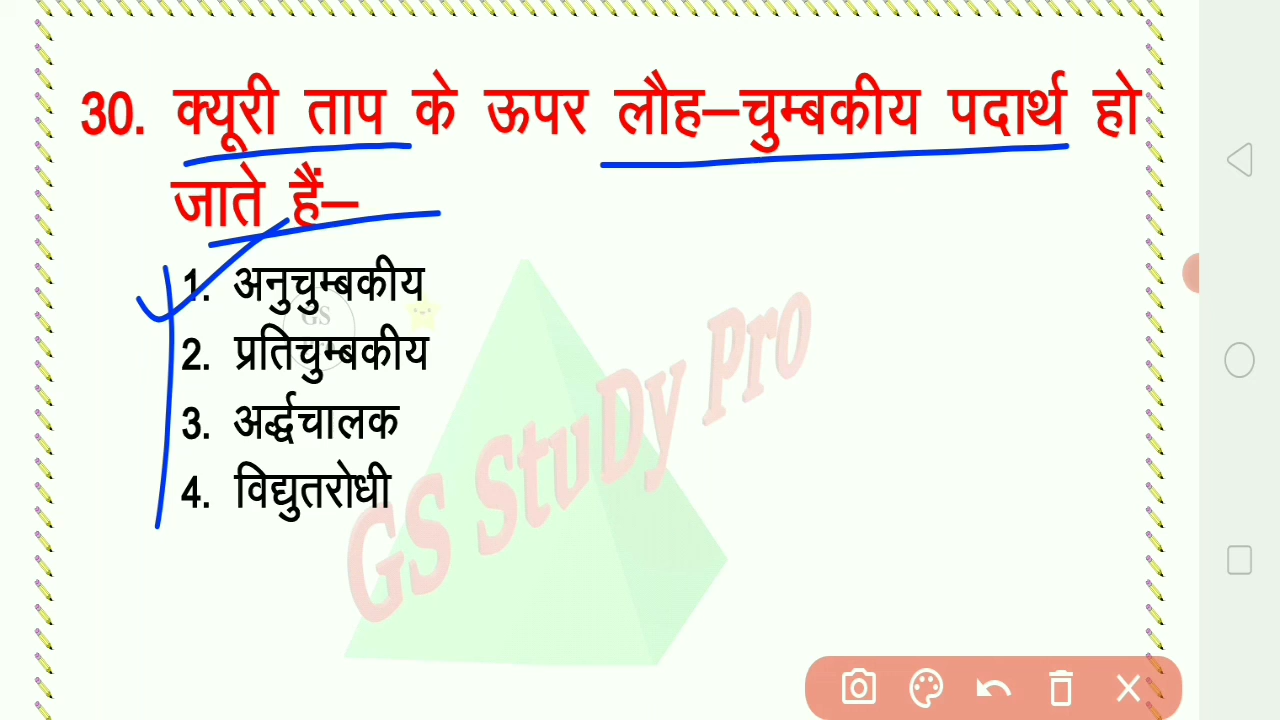 30. क्यूरी ताप के ऊपर लौह–चुम्बकीय पदार्थ हो
जाते हैं–
1. अनुचुम्बकीय
2. प्रतिचुम्बकीय
3. अर्द्धचालक
4. विद्युतरोधी
GS
GS StuDy Pro